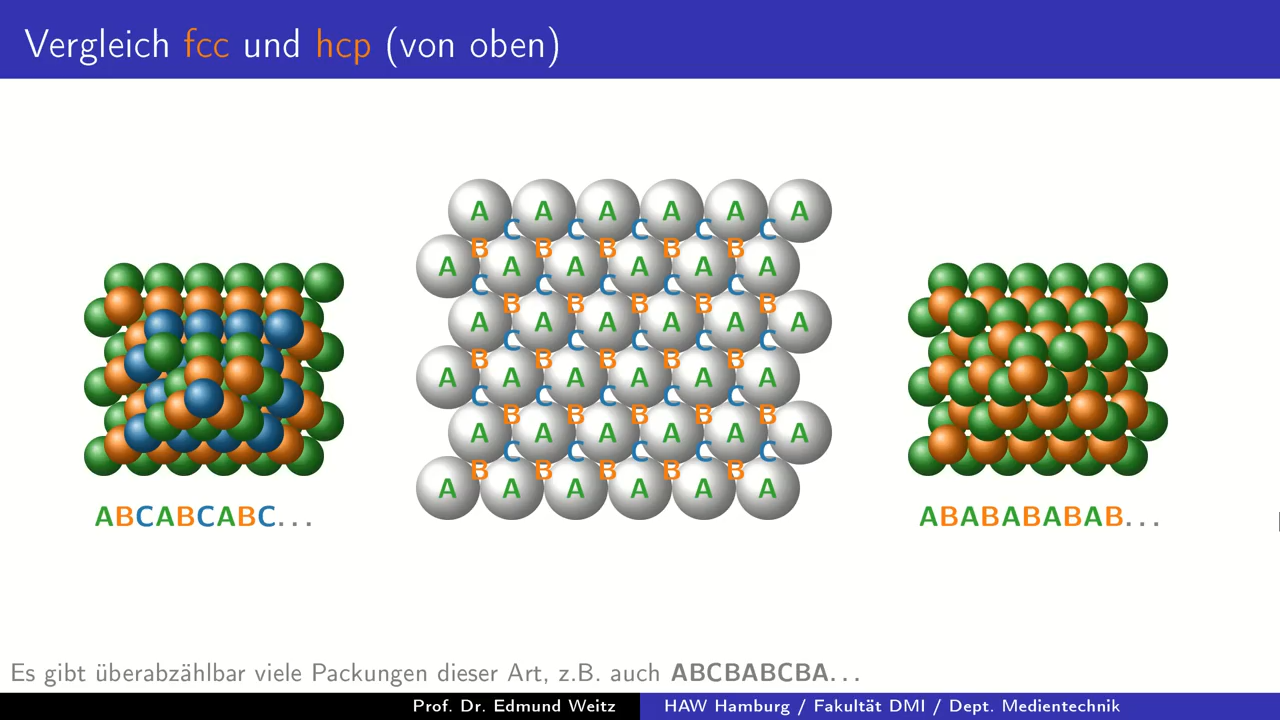 Vergleich fcc und hcp (von oben)
A A A A A A
C C C C C
B B B B B
A A A A A A
C C C C C
B B B B B
A A A A A A
C C C C C
B B B B B
A A A A A A
C C C C C
B B B B B
A A A A A A
C C C C C
B B B B B
A A A A A A
ABCABCABC...
ABABABABAB...
Es gibt überabzählbar viele Packungen dieser Art, z.B. auch ABCBABCBA...
Prof. Dr. Edmund Weitz
HAW Hamburg / Fakultät DMI / Dept. Medientechnik